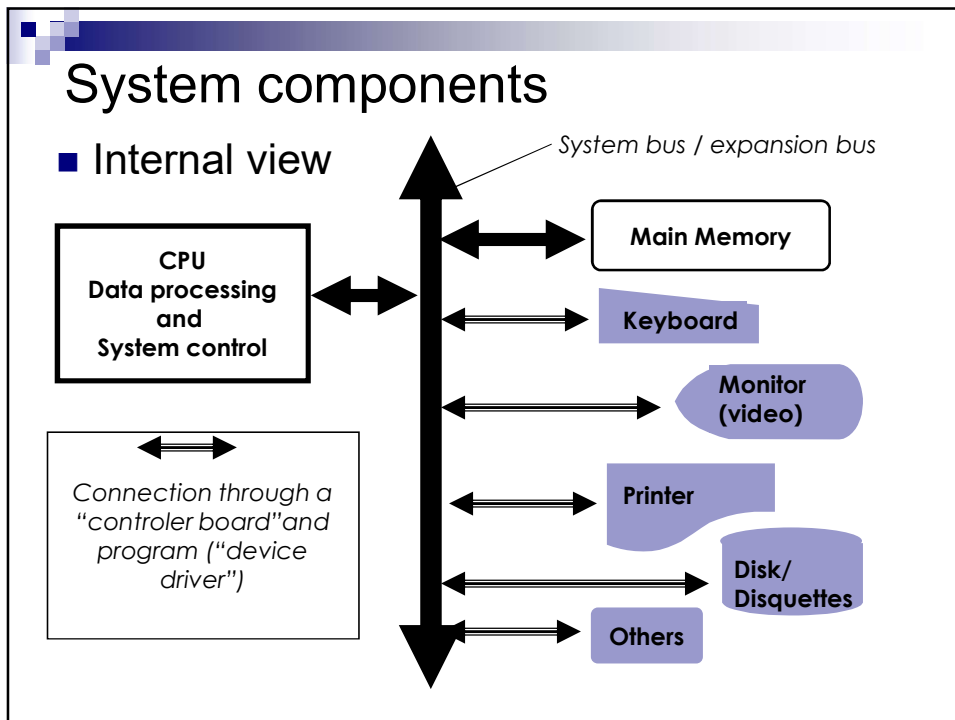 System components
Internal view
System bus / expansion bus
CPU
Data processing
and
System control
Main Memory
Keyboard
Monitor
(video)
Connection through a
“controler board”and
program (“device
driver”)
Printer
Disk/
Disquettes
Others